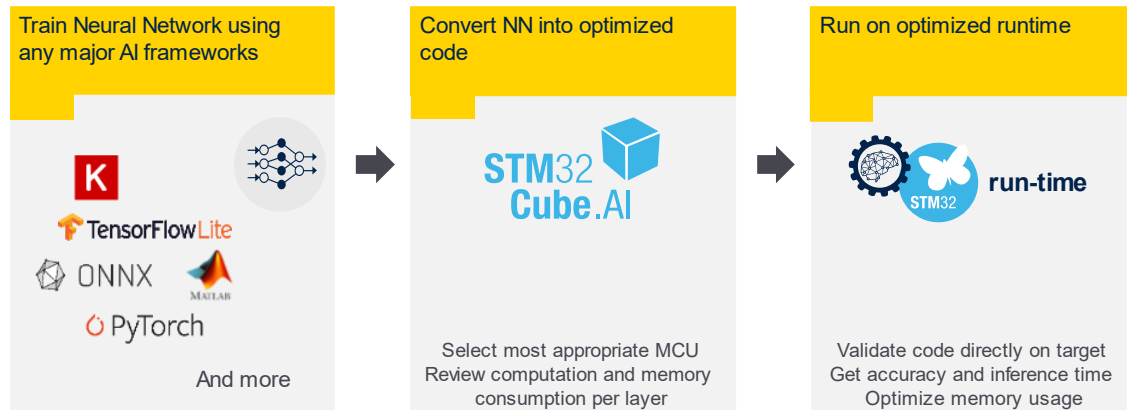 Train Neural Network using
any major AI frameworks
K
TensorFlow Lite
ONNX
MATLAB
PyTorch
And more
Convert NN into optimized
code
STM32
Cube.AI
Select most appropriate MCU
Review computation and memory
consumption per layer
Run on optimized runtime
STM32
run-time
Validate code directly on target
Get accuracy and inference time
Optimize memory usage